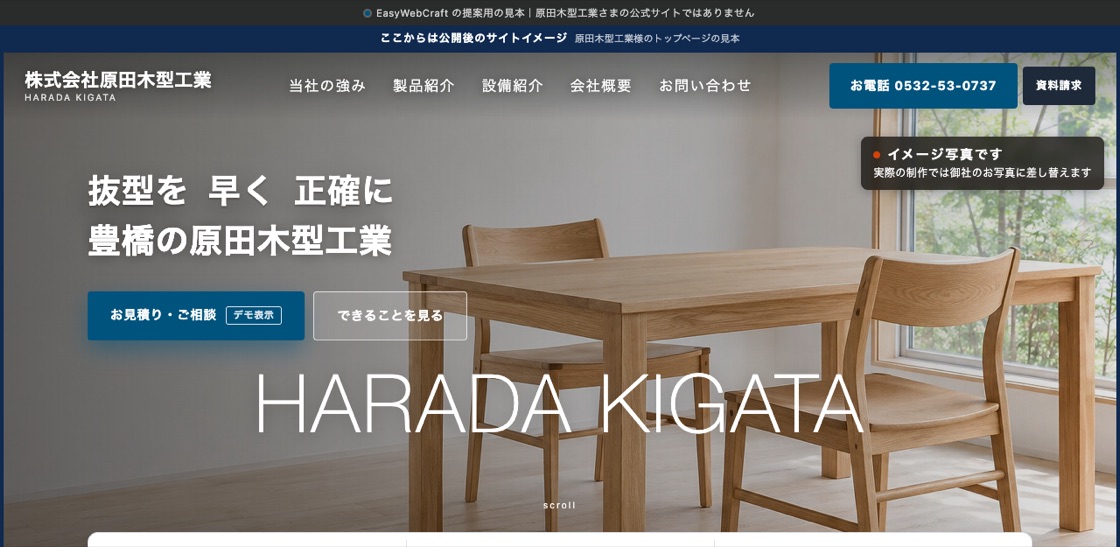 EasyWebCraft の提案用の見本｜原田木型工業さまの公式サイトではありません
ここからは公開後のサイトイメージ 原田木型工業様のトップページの見本
株式会社原田木型工業
HARADA KIGATA
当社の強み 製品紹介 設備紹介 会社概要 お問い合わせ
お電話 0532-53-0737
資料請求
イメージ写真です
実際の制作では御社のお写真に差し替えます
抜型を 早く 正確に
豊橋の原田木型工業
お見積り・ご相談 デモ表示
できることを見る
HARADA KIGATA
scroll